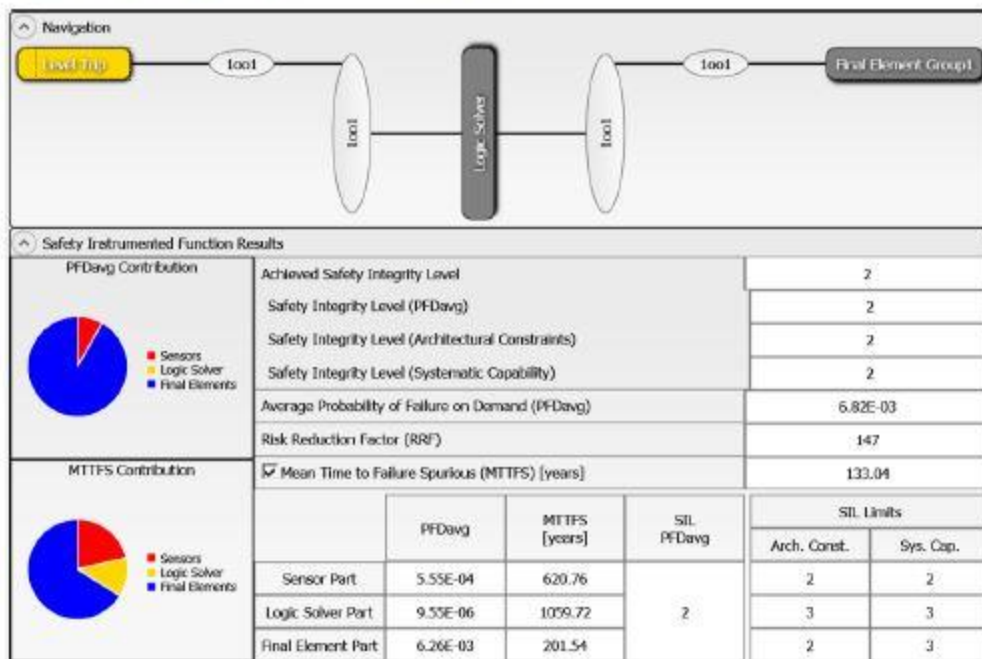 Navigation
Level Trip
1oo1
1oo1
Logic Solver
1oo1
1oo1
Final Element Group1
Safety Instrumented Function Results
PFDavg Contribution
Sensors
Logic Solver
Final Elements
MTTFS Contribution
Sensors
Logic Solver
Final Elements
Achieved Safety Integrity Level 2
Safety Integrity Level (PFDavg) 2
Safety Integrity Level (Architectural Constraints) 2
Safety Integrity Level (Systematic Capability) 2
Average Probability of Failure on Demand (PFDavg) 6.82E-03
Risk Reduction Factor (RRF) 147
Mean Time to Failure Spurious (MTTFS) [years] 133.04
PFDavg MTTFS [years] SIL PFDavg SIL Limits
Arch. Const. Sys. Cap.
Sensor Part 5.55E-04 620.76 2 2
Logic Solver Part 9.55E-06 1059.72 2 3 3
Final Element Part 6.26E-03 201.54 2 3